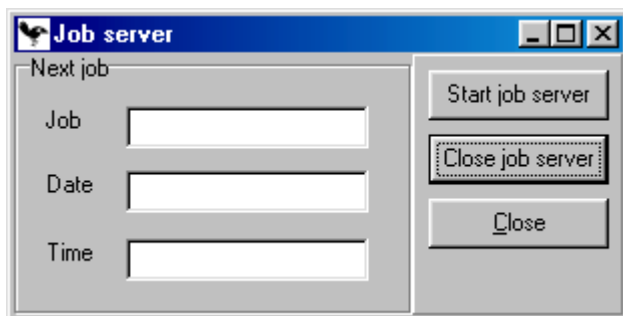 Job server
Next job
Job
Date
Time
Start job server
Close job server
Close